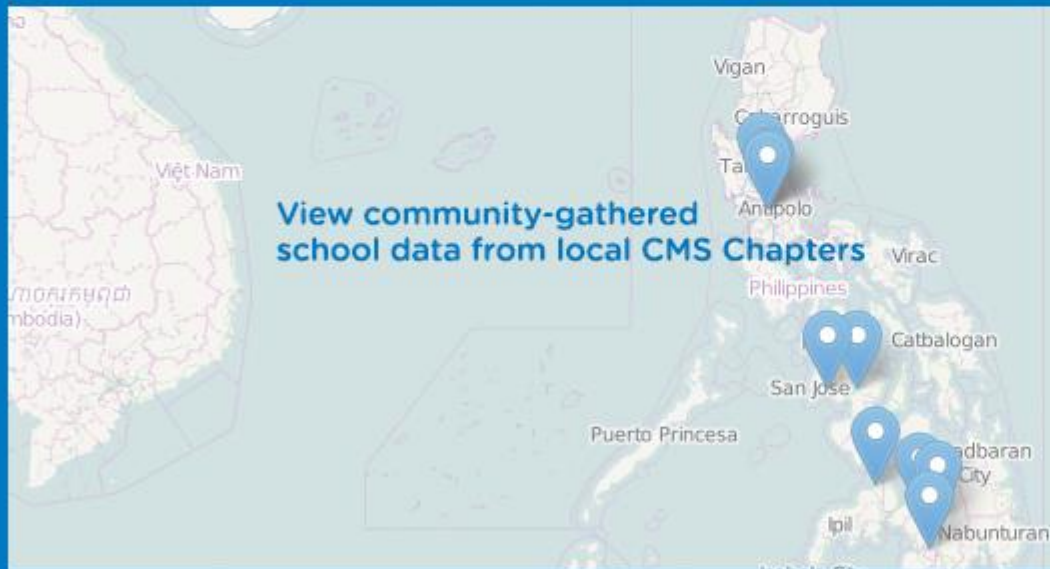 Vigan
Việt Nam
Antipolo
View community-gathered
school data from local CMS Chapters
Virac
Philippines
Catbalogan
San Jose
Puerto Princesa
City
Ipil
Nabunturan